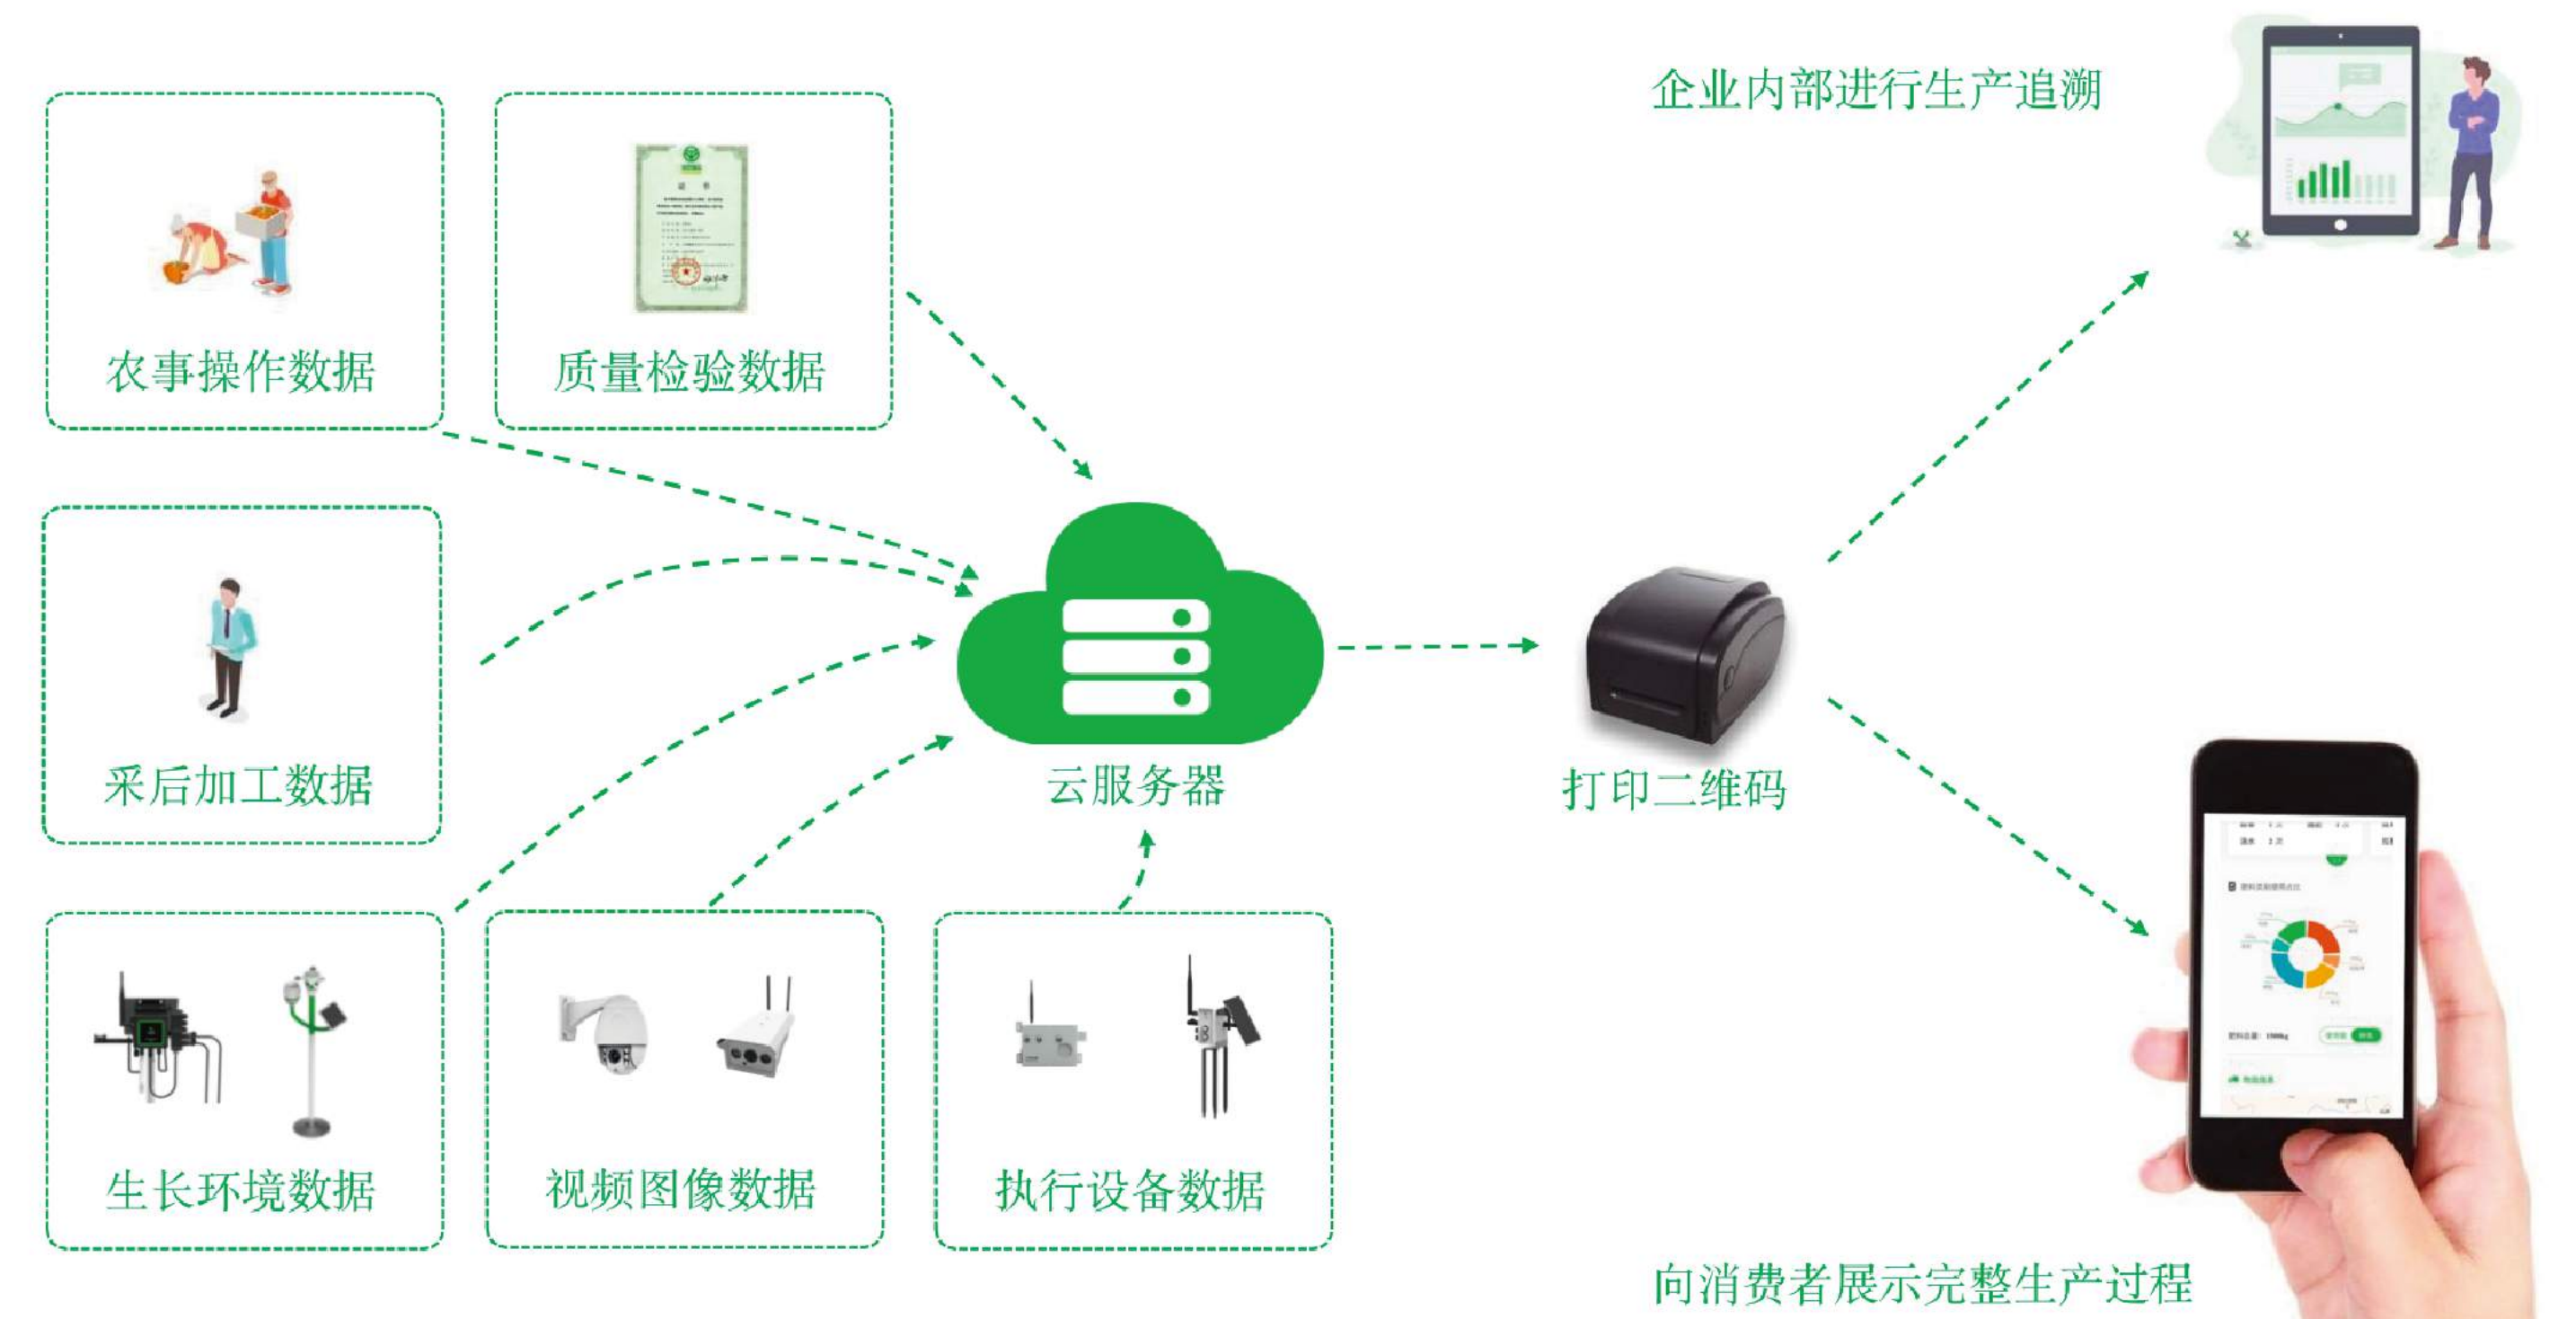 企业内部进行生产追溯
农事操作数据
质量检验数据
采后加工数据
云服务器
打印二维码
生长环境数据
视频图像数据
执行设备数据
向消费者展示完整生产过程